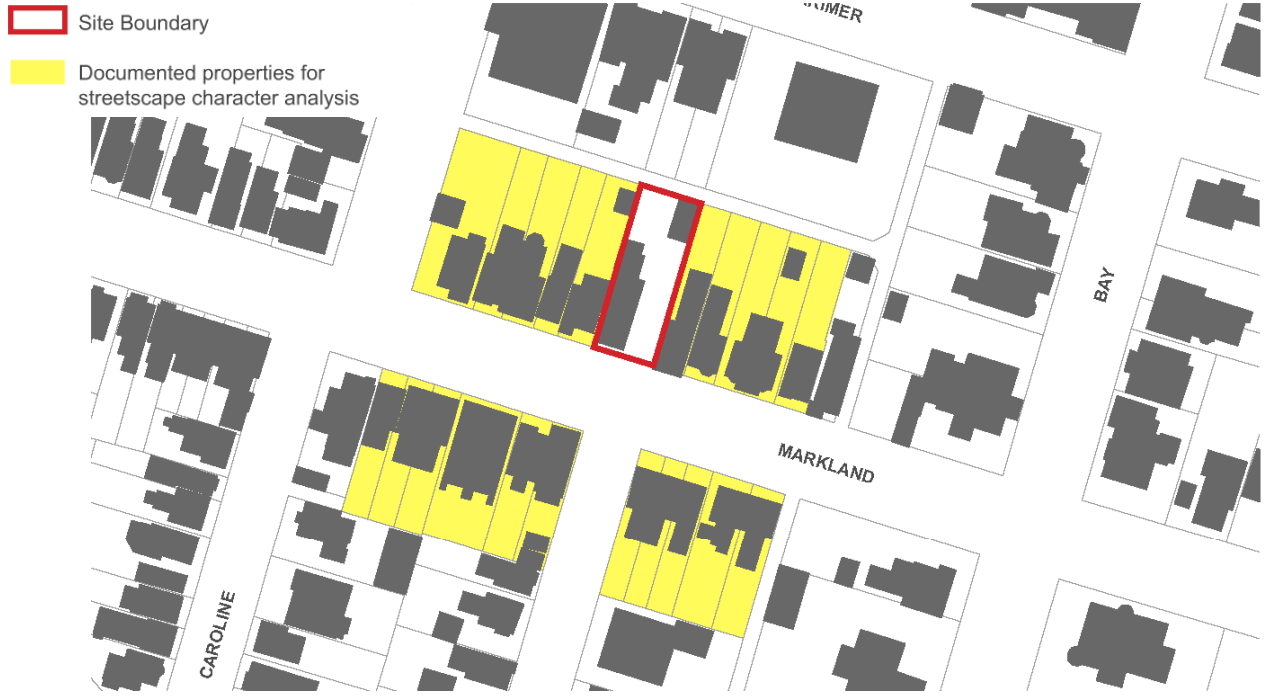 Site Boundary
Documented properties for
streetscape character analysis
BAY
MARKLAND
CAROLINE